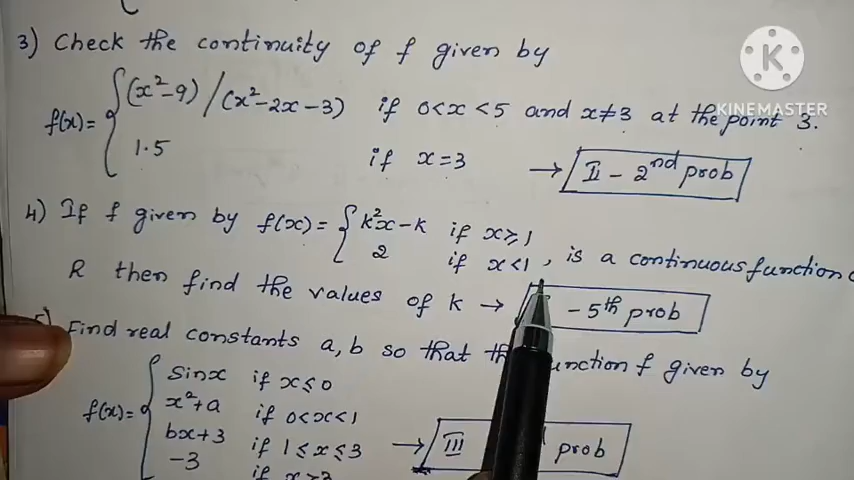 3) Check the continuity of f given by
f(x)= { (x²-9)/(x²-2x-3) if 0<x<5 and x≠3 at the point 3.
1.5 if x=3 → II - 2nd prob
4) If f given by f(x)= { k²x-k if x≥1
2 if x<1, is a continuous function
R then find the values of k → - 5th prob
Find real constants a, b so that the function f given by
f(x)= { sinx if x≤0
x²+a if 0<x<1
bx+3 if 1≤x≤3 → III prob
-3 if x>3
K
KINEMASTER